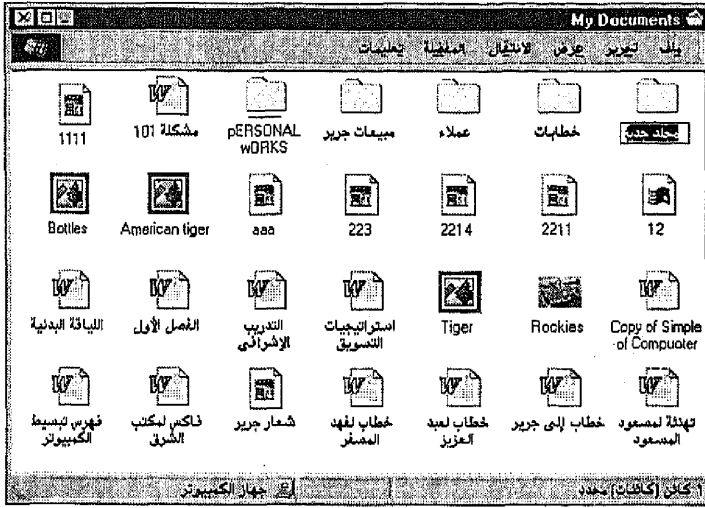 My Documents
ملف تحرير عرض الانتقال المفضلة تعليمات
مجلد جديد
خطابات
عملاء
مبيعات جرير
pERSONAL
wORKS
مشكلة 101
1111
12
2211
2214
223
aaa
American tiger
Bottles
Copy of Simple
of Compuoter
Rockies
Tiger
استراتيجيات
التسويق
التدريب
الإشرافي
الفصل الأول
اللياقة البدنية
تهنئة لمسعود
المسعود
خطاب إلى جرير
خطاب لعبد
العزيز
خطاب لفهد
المسفر
شعار جرير
فاكس لمكتب
الشرق
فهرس تبسيط
الكمبيوتر
1 كائن (كائنات) محدد
جهاز الكمبيوتر